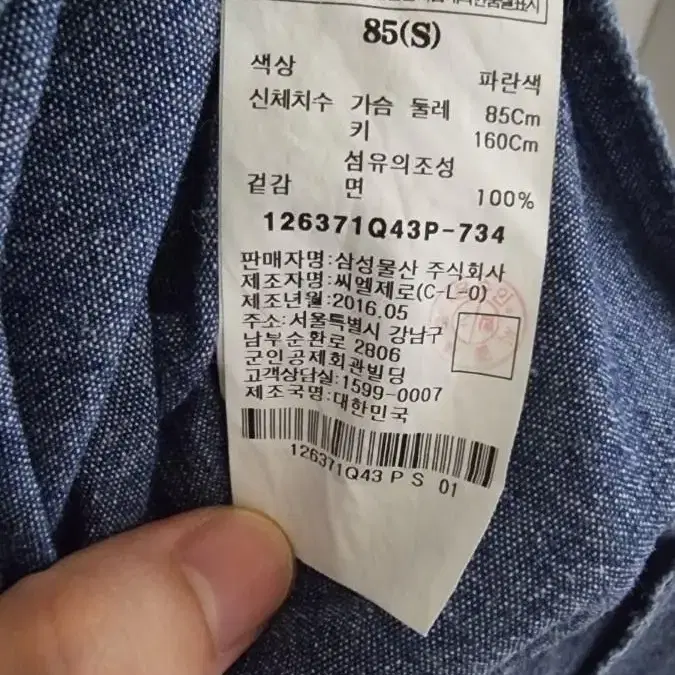 85(S)
색상 파란색
신체치수 가슴 둘레 85Cm
키 160Cm
섬유의조성
겉감 면 100%
126371Q43P-734
판매자명:삼성물산 주식회사
제조자명:씨엘제로(C-L-0)
제조년월:2016.05
주소:서울특별시 강남구
남부순환로 2806
군인공제회관빌딩
고객상담실:1599-0007
제조국명:대한민국
126371Q43 P S 01